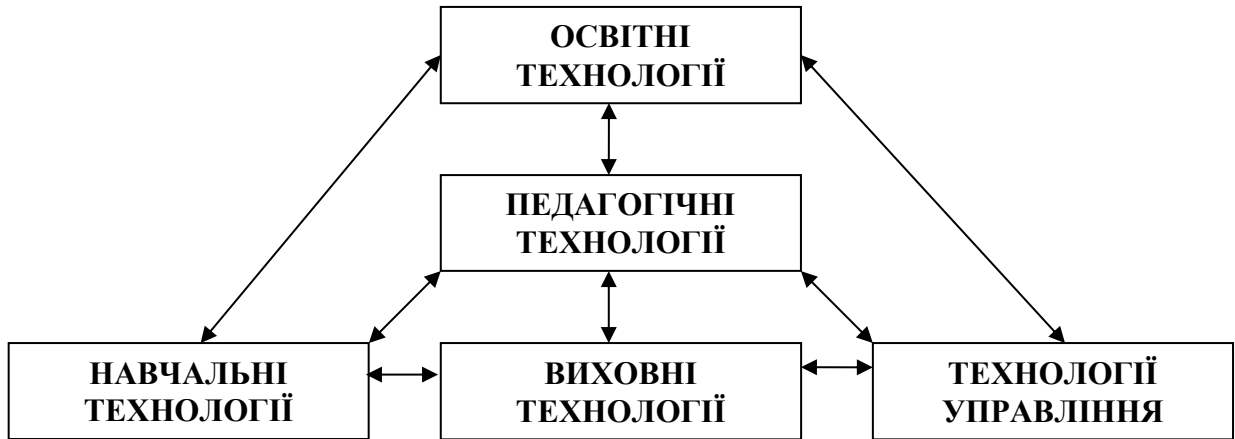 ОСВІТНІ
ТЕХНОЛОГІЇ
ПЕДАГОГІЧНІ
ТЕХНОЛОГІЇ
НАВЧАЛЬНІ
ТЕХНОЛОГІЇ
ВИХОВНІ
ТЕХНОЛОГІЇ
ТЕХНОЛОГІЇ
УПРАВЛІННЯ